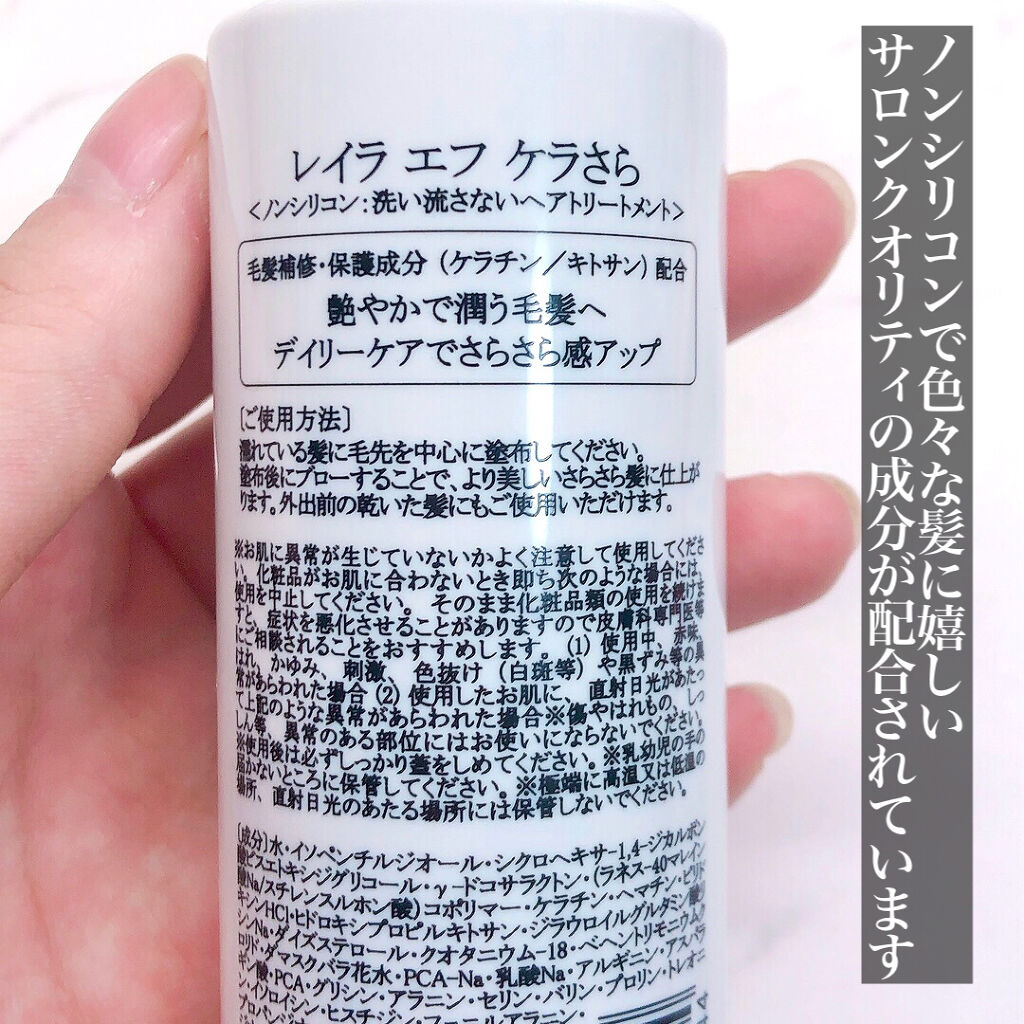 レイラ エフ ケラさら
<ノンシリコン:洗い流さないヘアトリートメント>
毛髪補修・保護成分(ケラチン/キトサン)配合
艶やかで潤う毛髪へ
デイリーケアでさらさら感アップ
〔ご使用方法〕
濡れている髪に毛先を中心に塗布してください。
塗布後にブローすることで、より美しいさらさら髪に仕上が
ります。外出前の乾いた髪にもご使用いただけます。
※お肌に異常が生じていないかよく注意して使用してくださ
い。化粧品がお肌に合わないとき即ち次のような場合には、
使用を中止してください。そのまま化粧品類の使用を続けま
すと、症状を悪化させることがありますので皮膚科専門医等
にご相談されることをおすすめします。(1)使用中、赤味、
はれ、かゆみ、刺激、色抜け(白斑等)や黒ずみ等の異
常があらわれた場合(2)使用したお肌に、直射日光があたっ
て上記のような異常があらわれた場合※傷やはれもの、しっ
しん等、異常のある部位にはお使いにならないでください。
※使用後は必ずしっかり蓋をしめてください。※乳幼児の手の
届かないところに保管してください。※極端に高温又は低温の
場所、直射日光のあたる場所には保管しないでください。
〔成分〕水・イソペンチルジオール・シクロヘキサ-1,4-ジカルボン
酸ビスエトキシジグリコール・γ-ドコサラクトン・(ラネス-40マレイン
酸Na/スチレンスルホン酸)コポリマー・ケラチン・ヘマチン・ピリド
キシンHCl・ヒドロキシプロピルキトサン・ジラウロイルグルタミン酸リ
シンNa・ダイズステロール・クオタニウム-18・ベヘントリモニウムク
ロリド・ダマスクバラ花水・PCA-Na・乳酸Na・アルギニン・アスパラ
ギン酸・PCA・グリシン・アラニン・セリン・バリン・プロリン・トレオニ
ン・イソロイシン・ヒスチジン・フェニルアラニン・
プロパンジオ
ノンシリコンで色々な髪に嬉しい
サロンクオリティの成分が配合されています